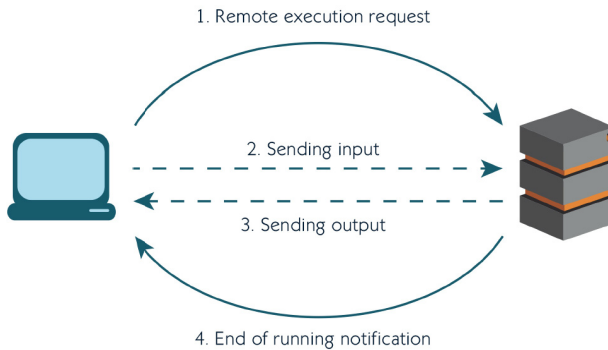 1. Remote execution request
2. Sending input
3. Sending output
4. End of running notification